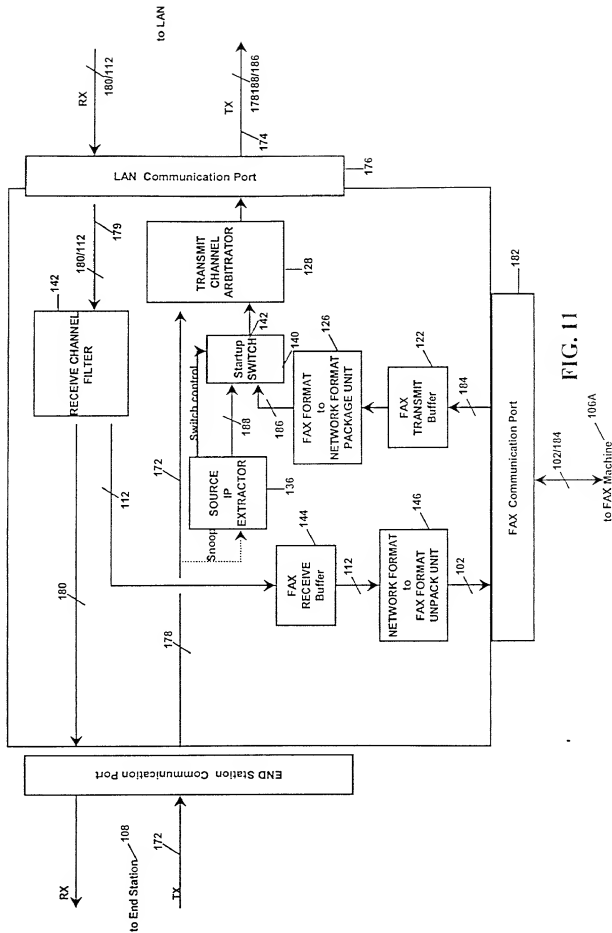 to LAN
RX
180/112
178188/186
TX
174
LAN Communication Port
176
179
180/112
142
RECEIVE CHANNEL
FILTER
TRANSMIT
CHANNEL
ARBITRATOR
128
Startup
SWITCH
142
140
Switch control
172
188
186
126
FAX FORMAT
to
NETWORK FORMAT
PACKAGE UNIT
122
FAX
TRANSMIT
Buffer
184
112
180
Snoop
SOURCE
IP
EXTRACTOR
136
144
FAX
RECEIVE
Buffer
112
146
NETWORK FORMAT
to
FAX FORMAT
UNPACK UNIT
102
178
182
FAX Communication Port
END Station Communication Port
RX
108
to End Station
172
TX
102/184
to FAX Machine
106A
FIG. 11